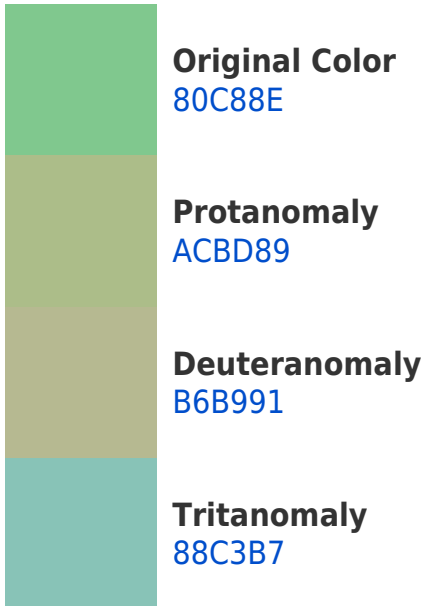 Original Color
80C88E
Protanomaly
ACBD89
Deuteranomaly
B6B991
Tritanomaly
88C3B7